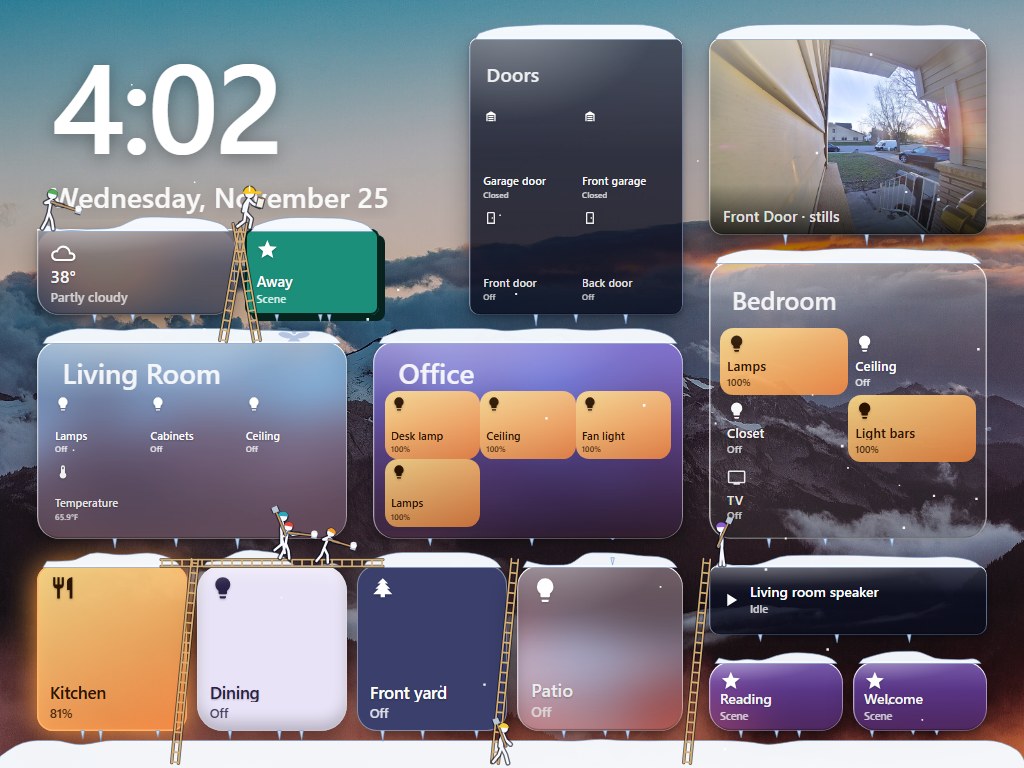 4:02
Wednesday, November 25
38°
Partly cloudy
Away
Scene
Doors
Garage door
Closed
Front garage
Closed
Front door
Off
Back door
Off
Front Door · stills
Living Room
Lamps
Off
Cabinets
Off
Ceiling
Off
Temperature
65.9°F
Office
Desk lamp
100%
Ceiling
100%
Fan light
100%
Lamps
100%
Bedroom
Lamps
100%
Ceiling
Off
Closet
Off
Light bars
100%
TV
Off
Kitchen
81%
Dining
Off
Front yard
Off
Patio
Off
Living room speaker
Idle
Reading
Scene
Welcome
Scene